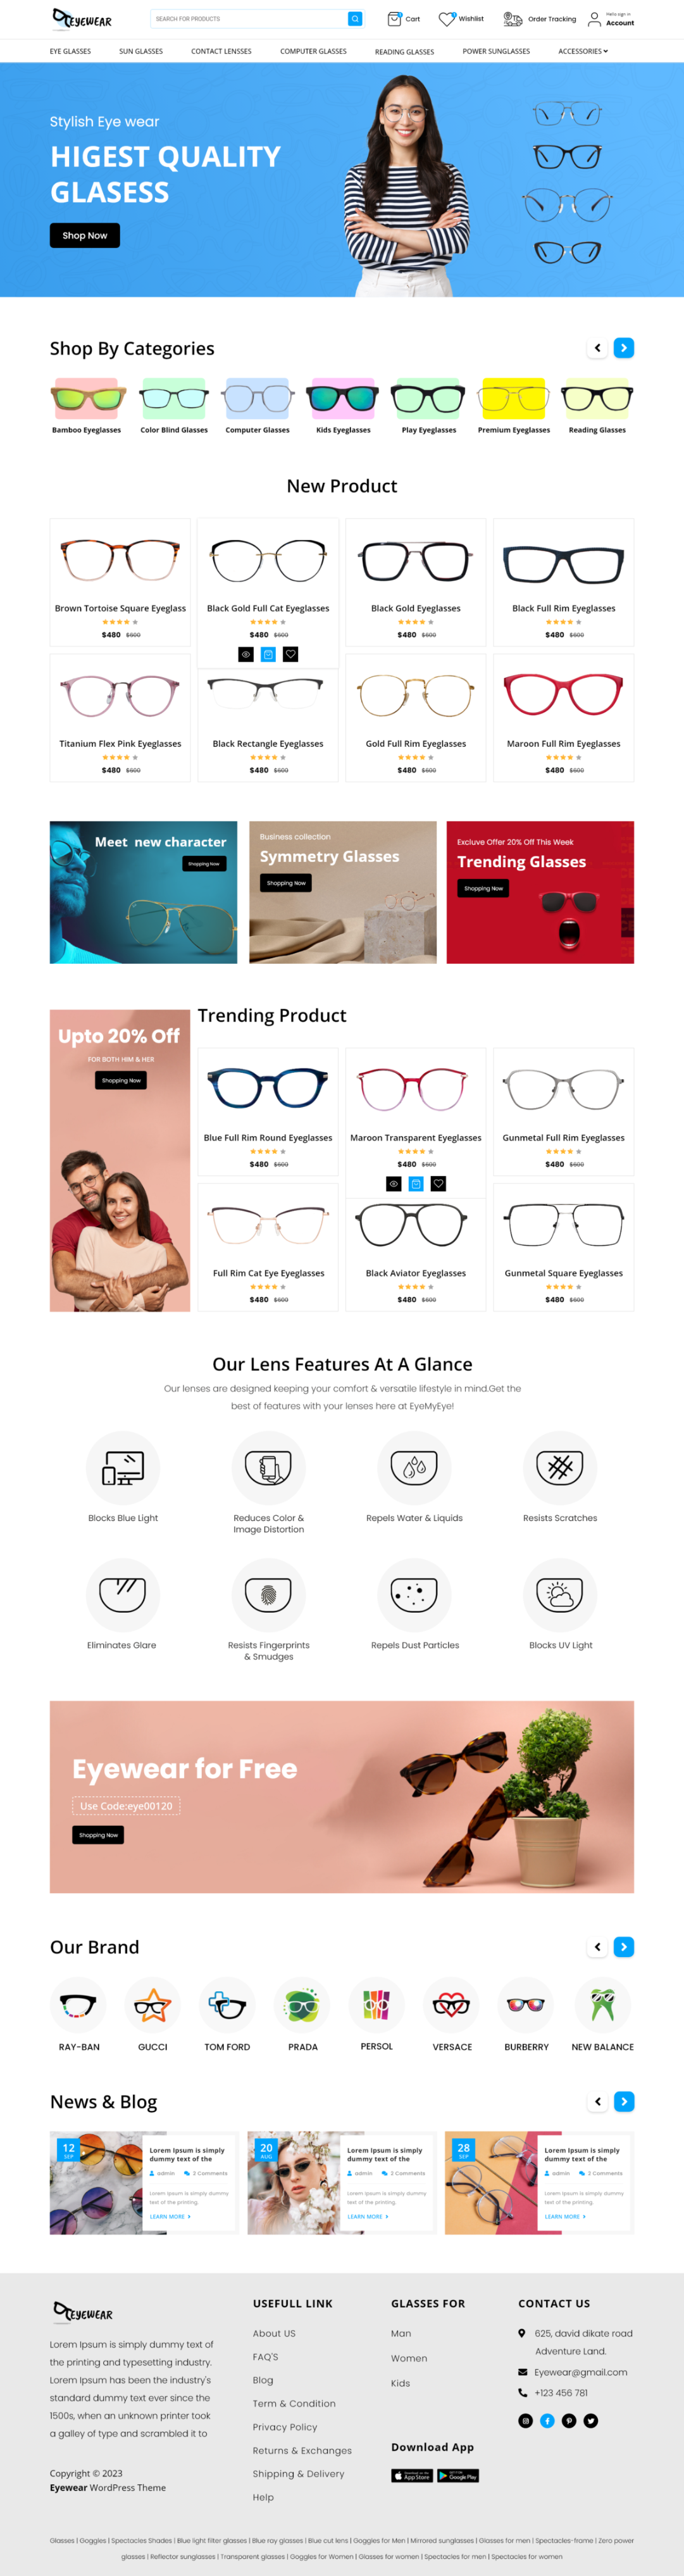 EYEWEAR
SEARCH FOR PRODUCTS
Cart
Wishlist
Order Tracking
Hello sign in
Account
EYE GLASSES
SUN GLASSES
CONTACT LENSSES
COMPUTER GLASSES
READING GLASSES
POWER SUNGLASSES
ACCESSORIES
Stylish Eye wear
HIGEST QUALITY
GLASESS
Shop Now
Shop By Categories
Bamboo Eyeglasses
Color Blind Glasses
Computer Glasses
Kids Eyeglasses
Play Eyeglasses
Premium Eyeglasses
Reading Glasses
New Product
Brown Tortoise Square Eyeglass
Black Gold Full Cat Eyeglasses
Black Gold Eyeglasses
Black Full Rim Eyeglasses
$480 $600
$480 $600
$480 $600
$480 $600
Titanium Flex Pink Eyeglasses
Black Rectangle Eyeglasses
Gold Full Rim Eyeglasses
Maroon Full Rim Eyeglasses
$480 $600
$480 $600
$480 $600
$480 $600
Meet new character
Shopping Now
Business collection
Symmetry Glasses
Shopping Now
Excluve Offer 20% Off This Week
Trending Glasses
Shopping Now
Upto 20% Off
FOR BOTH HIM & HER
Shopping Now
Trending Product
Blue Full Rim Round Eyeglasses
Maroon Transparent Eyeglasses
Gunmetal Full Rim Eyeglasses
$480 $600
$480 $600
$480 $600
Full Rim Cat Eye Eyeglasses
Black Aviator Eyeglasses
Gunmetal Square Eyeglasses
$480 $600
$480 $600
$480 $600
Our Lens Features At A Glance
Our lenses are designed keeping your comfort & versatile lifestyle in mind.Get the
best of features with your lenses here at EyeMyEye!
Blocks Blue Light
Reduces Color &
Image Distortion
Repels Water & Liquids
Resists Scratches
Eliminates Glare
Resists Fingerprints
& Smudges
Repels Dust Particles
Blocks UV Light
Eyewear for Free
Use Code:eye00120
Shopping Now
Our Brand
RAY-BAN
GUCCI
TOM FORD
PRADA
PERSOL
VERSACE
BURBERRY
NEW BALANCE
News & Blog
12
SEP
Lorem Ipsum is simply
dummy text of the
admin 2 Comments
Lorem Ipsum is simply dummy
text of the printing.
LEARN MORE
20
AUG
Lorem Ipsum is simply
dummy text of the
admin 2 Comments
Lorem Ipsum is simply dummy
text of the printing.
LEARN MORE
28
SEP
Lorem Ipsum is simply
dummy text of the
admin 2 Comments
Lorem Ipsum is simply dummy
text of the printing.
LEARN MORE
EYEWEAR
Lorem Ipsum is simply dummy text of
the printing and typesetting industry.
Lorem Ipsum has been the industry's
standard dummy text ever since the
1500s, when an unknown printer took
a galley of type and scrambled it to
Copyright © 2023
Eyewear WordPress Theme
USEFULL LINK
About US
FAQ'S
Blog
Term & Condition
Privacy Policy
Returns & Exchanges
Shipping & Delivery
Help
GLASSES FOR
Man
Women
Kids
Download App
App Store
Google Play
CONTACT US
625, david dikate road
Adventure Land.
Eyewear@gmail.com
+123 456 781
Glasses | Goggles | Spectacles Shades | Blue light filter glasses | Blue ray glasses | Blue cut lens | Goggles for Men | Mirrored sunglasses | Glasses for men | Spectacles-frame | Zero power
glasses | Reflector sunglasses | Transparent glasses | Goggles for Women | Glasses for women | Spectacles for men | Spectacles for women